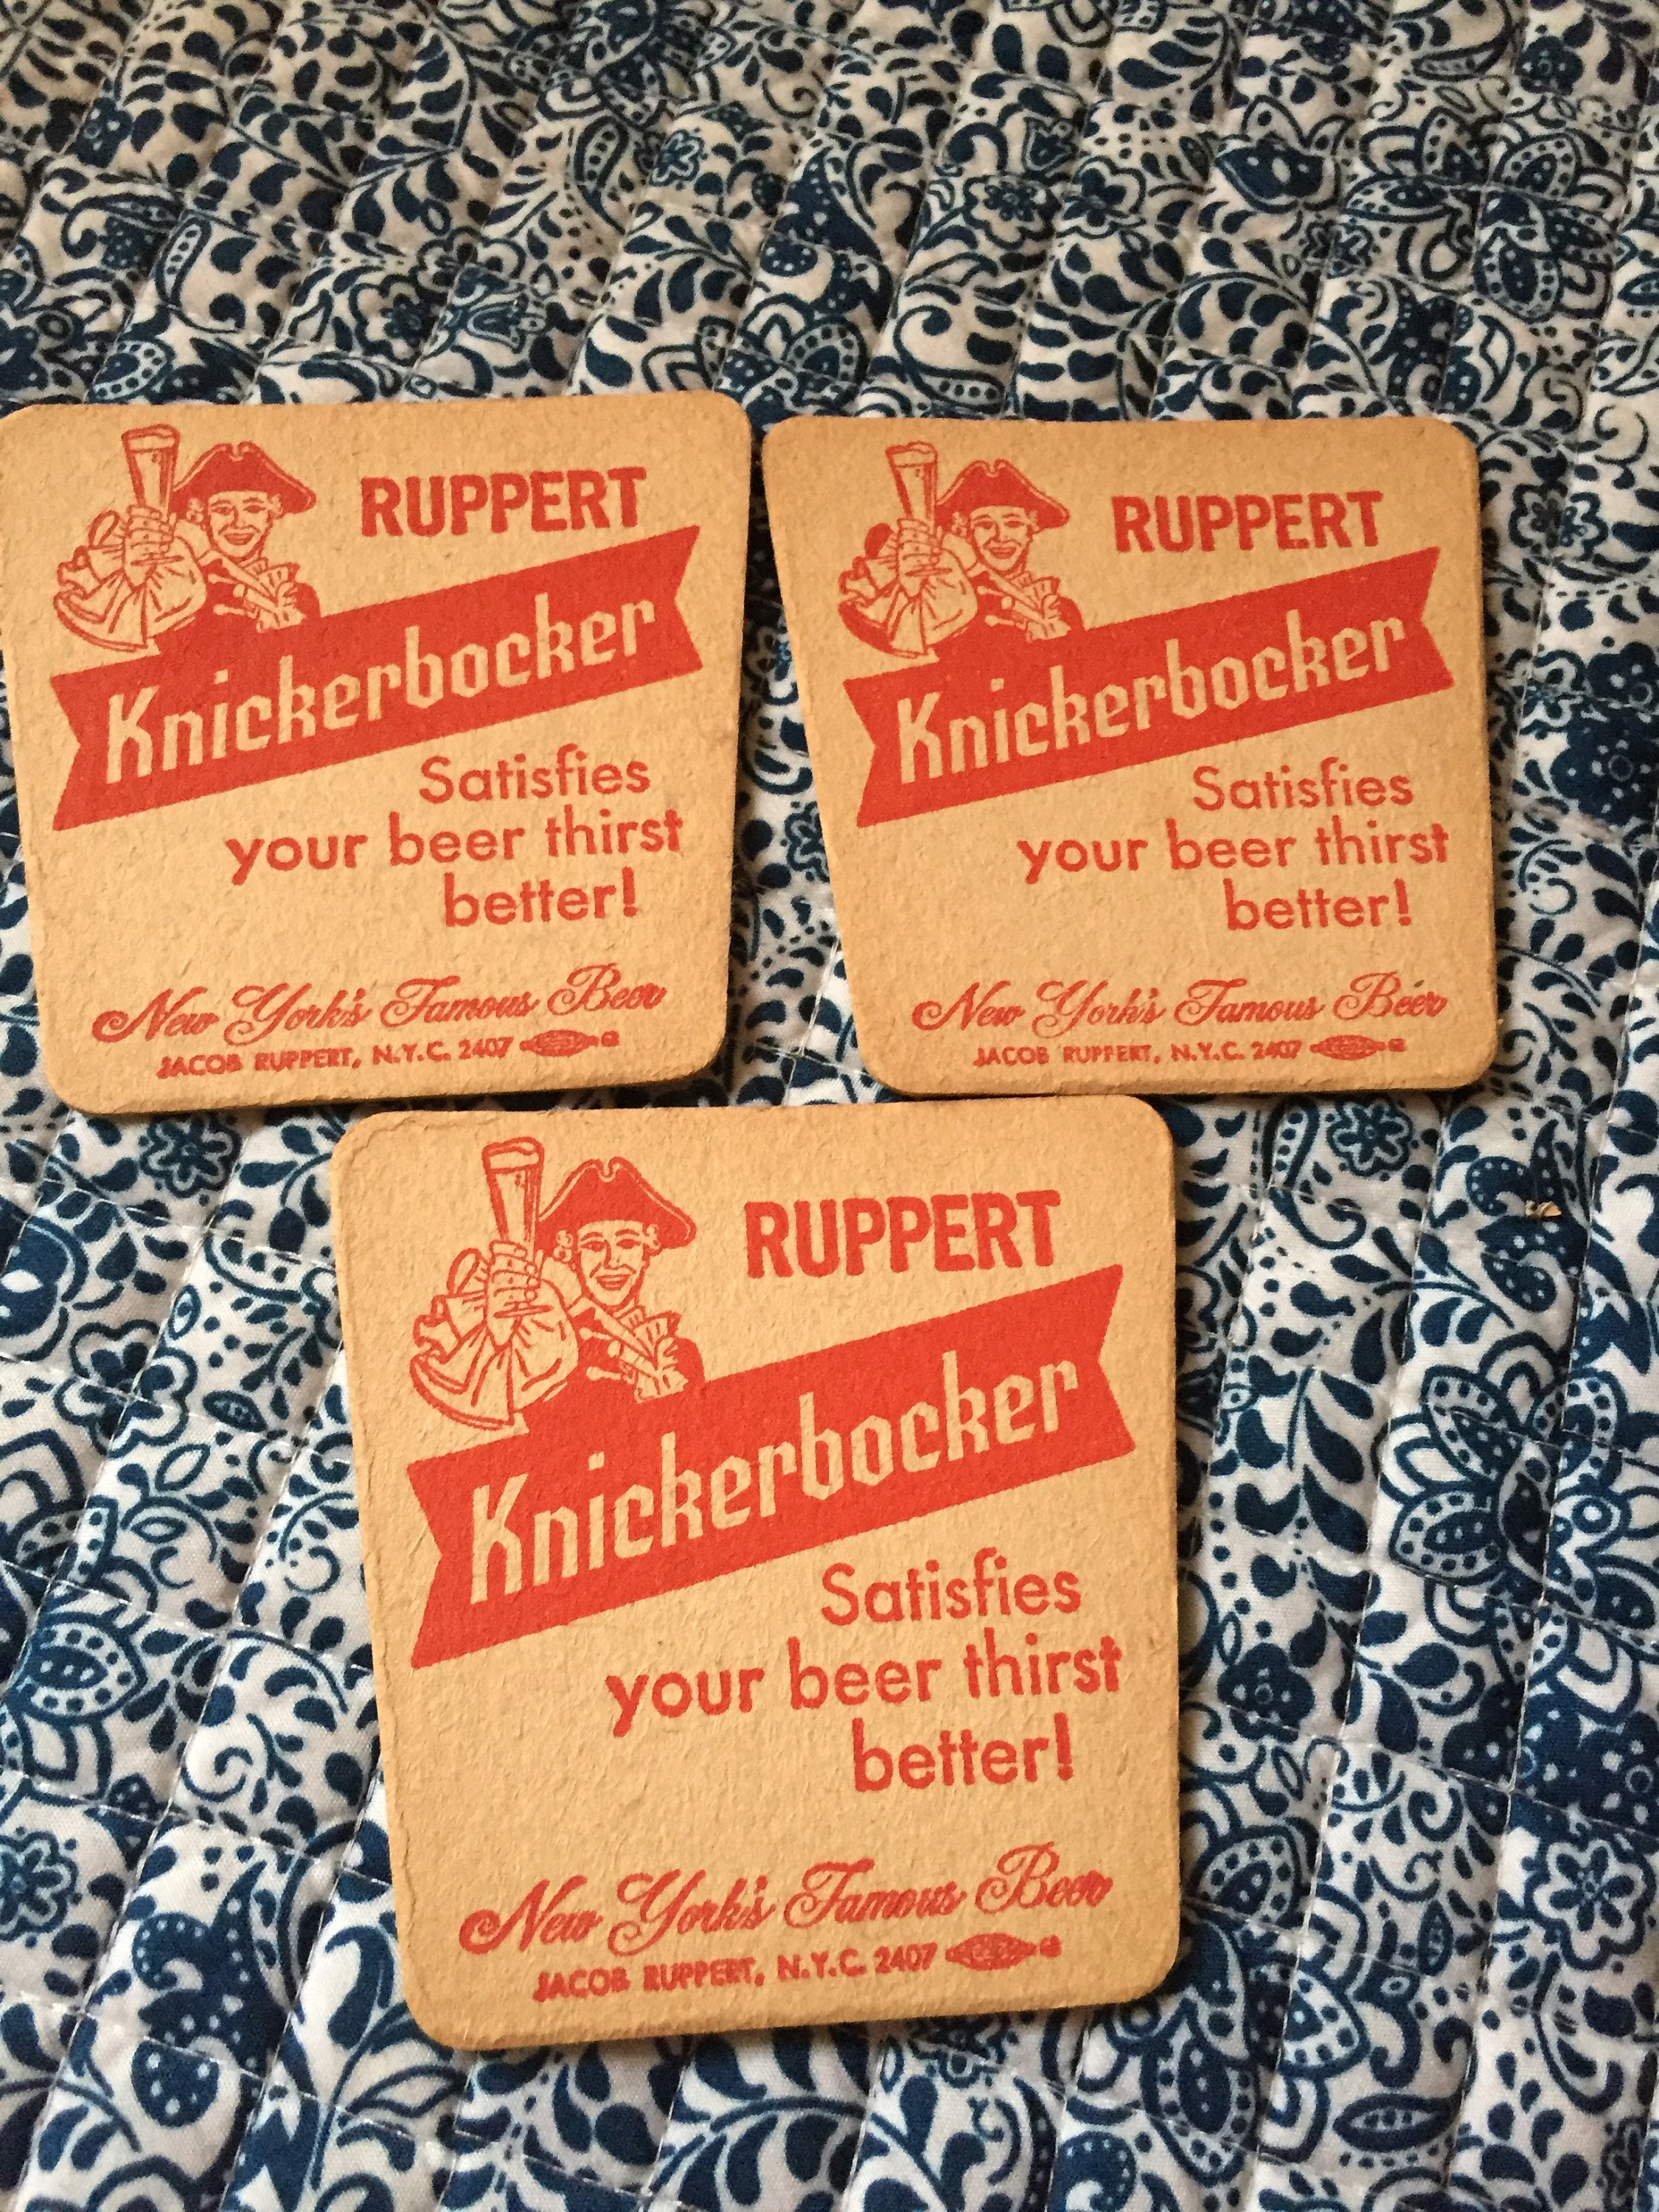 RUPPERT
Knickerbocker
Satisfies
your beer thirst
better!
New York's Famous Beer
JACOB RUPPERT, N.Y.C. 2407
RUPPERT
Knickerbocker
Satisfies
your beer thirst
better!
New York's Famous Beer
JACOB RUPPERT, N.Y.C. 2407
RUPPERT
Knickerbocker
Satisfies
your beer thirst
better!
New York's Famous Beer
JACOB RUPPERT, N.Y.C. 2407